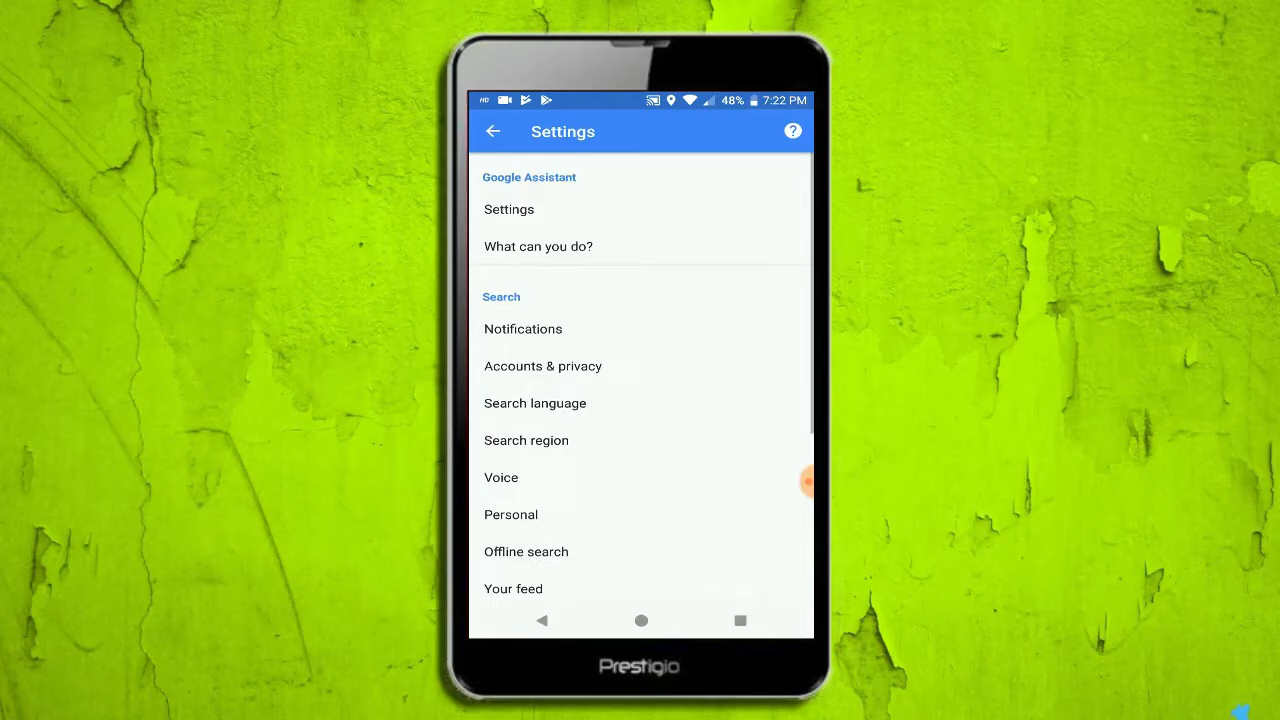 HD 48% 7:22 PM
Settings
Google Assistant
Settings
What can you do?
Search
Notifications
Accounts & privacy
Search language
Search region
Voice
Personal
Offline search
Your feed
Prestigio